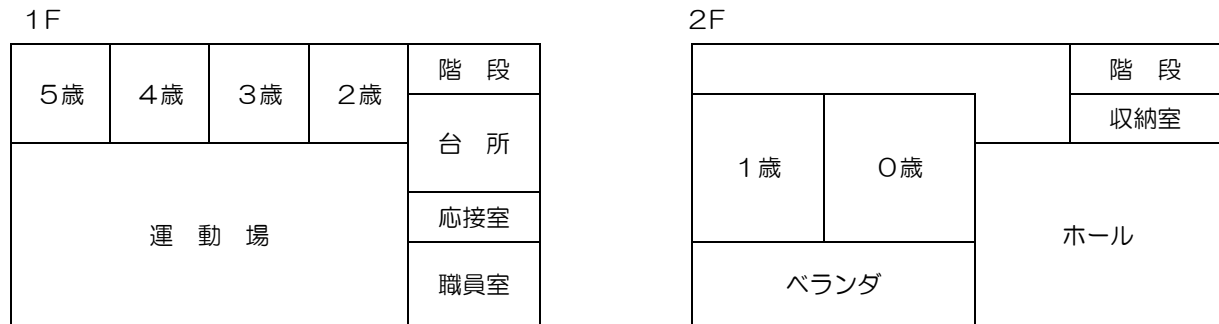 1F
5歳
4歳
3歳
2歳
階 段
台 所
応接室
職員室
運 動 場
2F
階 段
収納室
1歳
0歳
ホール
ベランダ